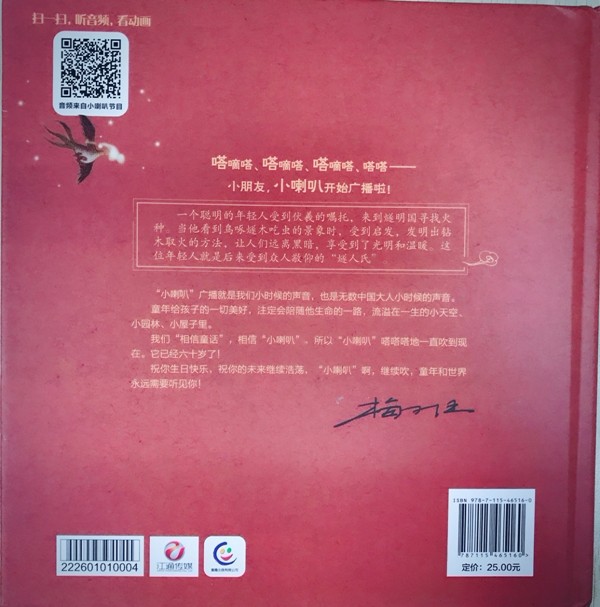 扫一扫，听音频，看动画
音频来自小喇叭节目
嗒嘀嗒、嗒嘀嗒、嗒嘀嗒、嗒嗒——
小朋友，小喇叭开始广播啦！
一个聪明的年轻人受到伏羲的嘱托，来到燧明国寻找火
种。当他看到鸟啄燧木吃虫的景象时，受到启发，发明出钻
木取火的方法，让人们远离黑暗，享受到了光明和温暖。这
位年轻人就是后来受到众人敬仰的“燧人氏”
“小喇叭”广播就是我们小时候的声音，也是无数中国大人小时候的声音。
童年给孩子的一切美好，注定会陪随他生命的一路，流溢在一生的小天空、
小园林、小屋子里。
我们“相信童话”，相信“小喇叭”。所以“小喇叭”嗒嗒嗒地一直吹到现
在。它已经六十岁了！
祝你生日快乐，祝你的未来继续浩荡。“小喇叭”啊，继续吹，童年和世界
永远需要听见你！
梅子涵
ISBN 978-7-115-46516-0
9787115465160>
定价：25.00元
222601010004
江通传媒